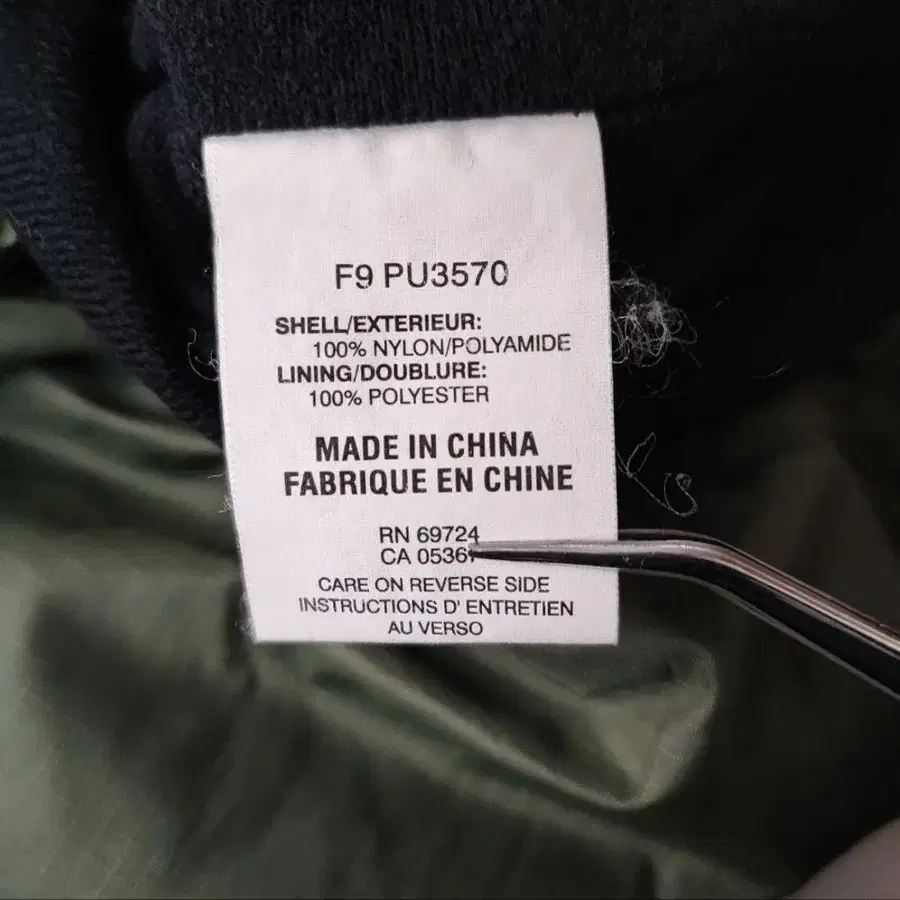 F9 PU3570
SHELL/EXTERIEUR:
100% NYLON/POLYAMIDE
LINING/DOUBLURE:
100% POLYESTER
MADE IN CHINA
FABRIQUE EN CHINE
RN 69724
CA
CARE ON REVERSE SIDE
INSTRUCTIONS D' ENTRETIEN
AU VERSO